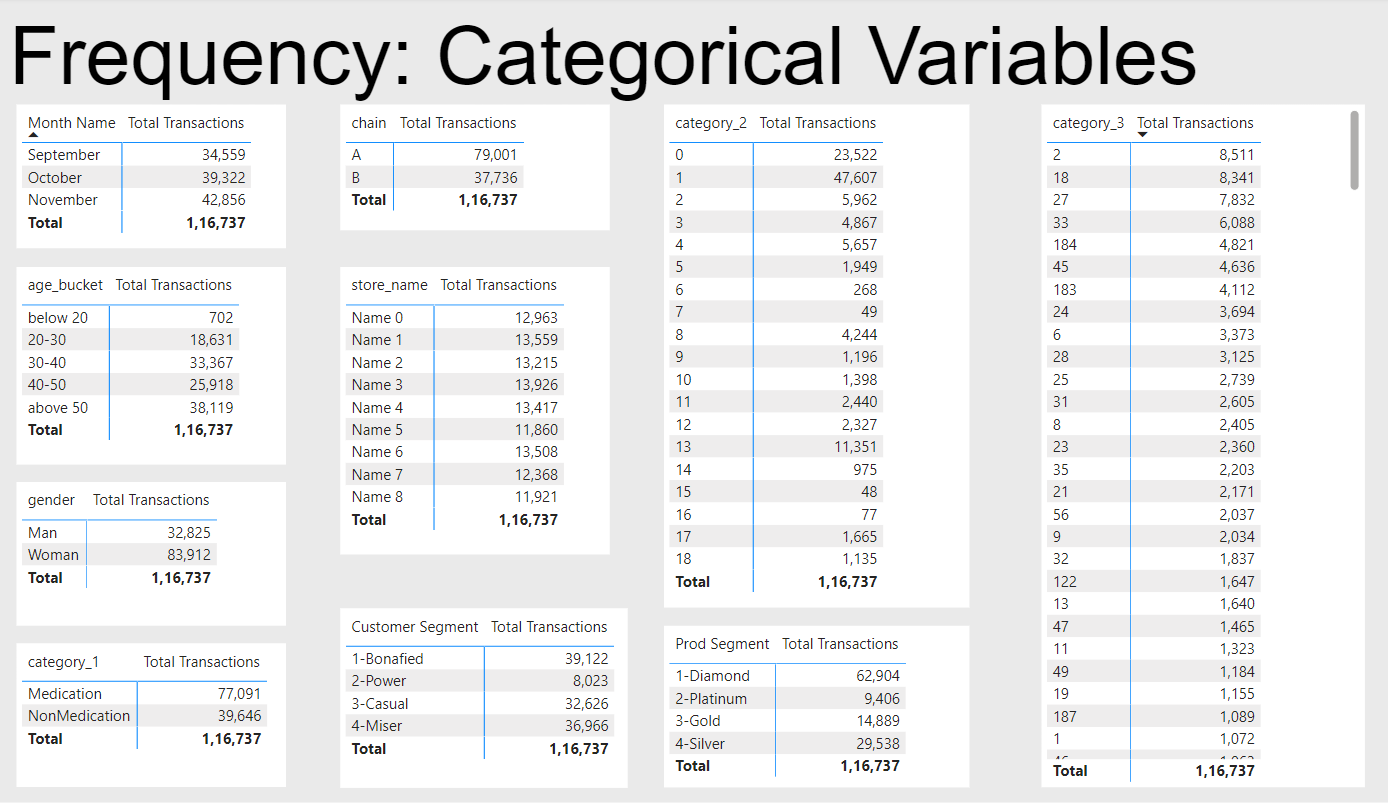 Frequency: Categorical Variables
Month Name Total Transactions
September 34,559
October 39,322
November 42,856
Total 1,16,737
age_bucket Total Transactions
below 20 702
20-30 18,631
30-40 33,367
40-50 25,918
above 50 38,119
Total 1,16,737
gender Total Transactions
Man 32,825
Woman 83,912
Total 1,16,737
category_1 Total Transactions
Medication 77,091
NonMedication 39,646
Total 1,16,737
chain Total Transactions
A 79,001
B 37,736
Total 1,16,737
store_name Total Transactions
Name 0 12,963
Name 1 13,559
Name 2 13,215
Name 3 13,926
Name 4 13,417
Name 5 11,860
Name 6 13,508
Name 7 12,368
Name 8 11,921
Total 1,16,737
Customer Segment Total Transactions
1-Bonafied 39,122
2-Power 8,023
3-Casual 32,626
4-Miser 36,966
Total 1,16,737
category_2 Total Transactions
0 23,522
1 47,607
2 5,962
3 4,867
4 5,657
5 1,949
6 268
7 49
8 4,244
9 1,196
10 1,398
11 2,440
12 2,327
13 11,351
14 975
15 48
16 77
17 1,665
18 1,135
Total 1,16,737
Prod Segment Total Transactions
1-Diamond 62,904
2-Platinum 9,406
3-Gold 14,889
4-Silver 29,538
Total 1,16,737
category_3 Total Transactions
2 8,511
18 8,341
27 7,832
33 6,088
184 4,821
45 4,636
183 4,112
24 3,694
6 3,373
28 3,125
25 2,739
31 2,605
8 2,405
23 2,360
35 2,203
21 2,171
56 2,037
9 2,034
32 1,837
122 1,647
13 1,640
47 1,465
11 1,323
49 1,184
19 1,155
187 1,089
1 1,072
Total 1,16,737